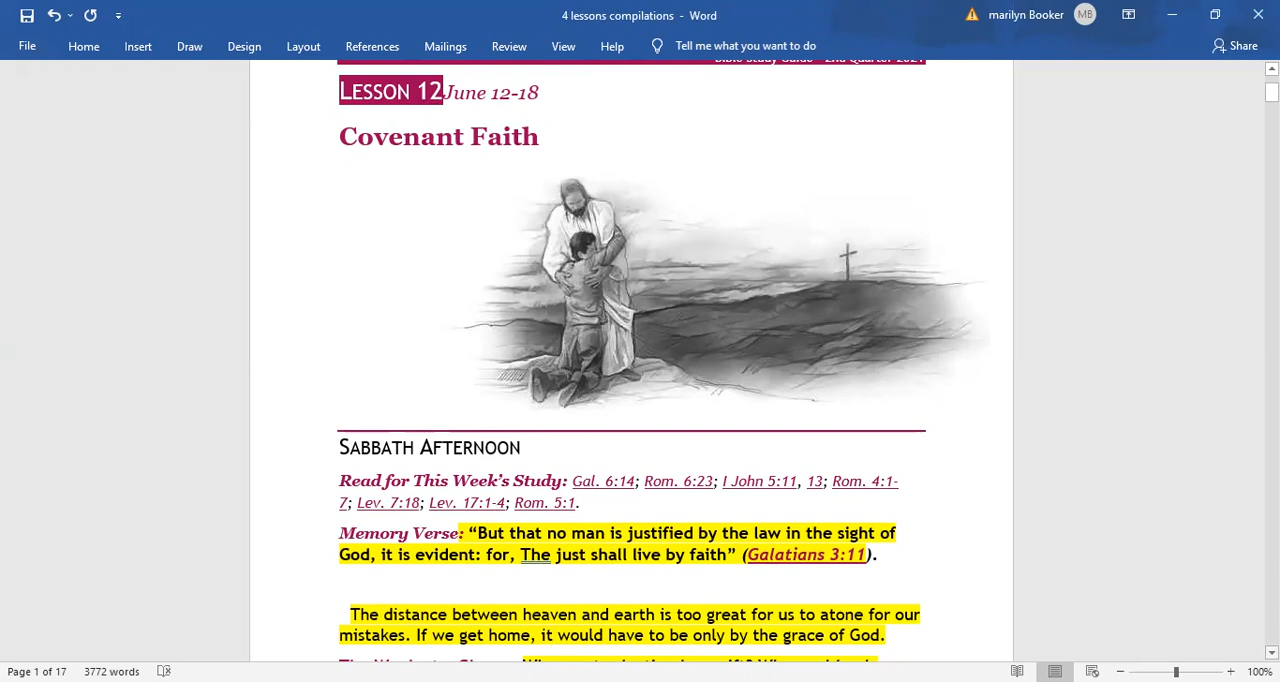 4 lessons compilations - Word
marilyn Booker
MB
File Home Insert Draw Design Layout References Mailings Review View Help Tell me what you want to do Share
Bible Study Guide - 2nd Quarter 2021
LESSON 12 June 12-18
Covenant Faith
SABBATH AFTERNOON
Read for This Week's Study: Gal. 6:14; Rom. 6:23; I John 5:11, 13; Rom. 4:1-
7; Lev. 7:18; Lev. 17:1-4; Rom. 5:1.
Memory Verse: “But that no man is justified by the law in the sight of
God, it is evident: for, The just shall live by faith” (Galatians 3:11).
The distance between heaven and earth is too great for us to atone for our
mistakes. If we get home, it would have to be only by the grace of God.
Page 1 of 17 3772 words 100%